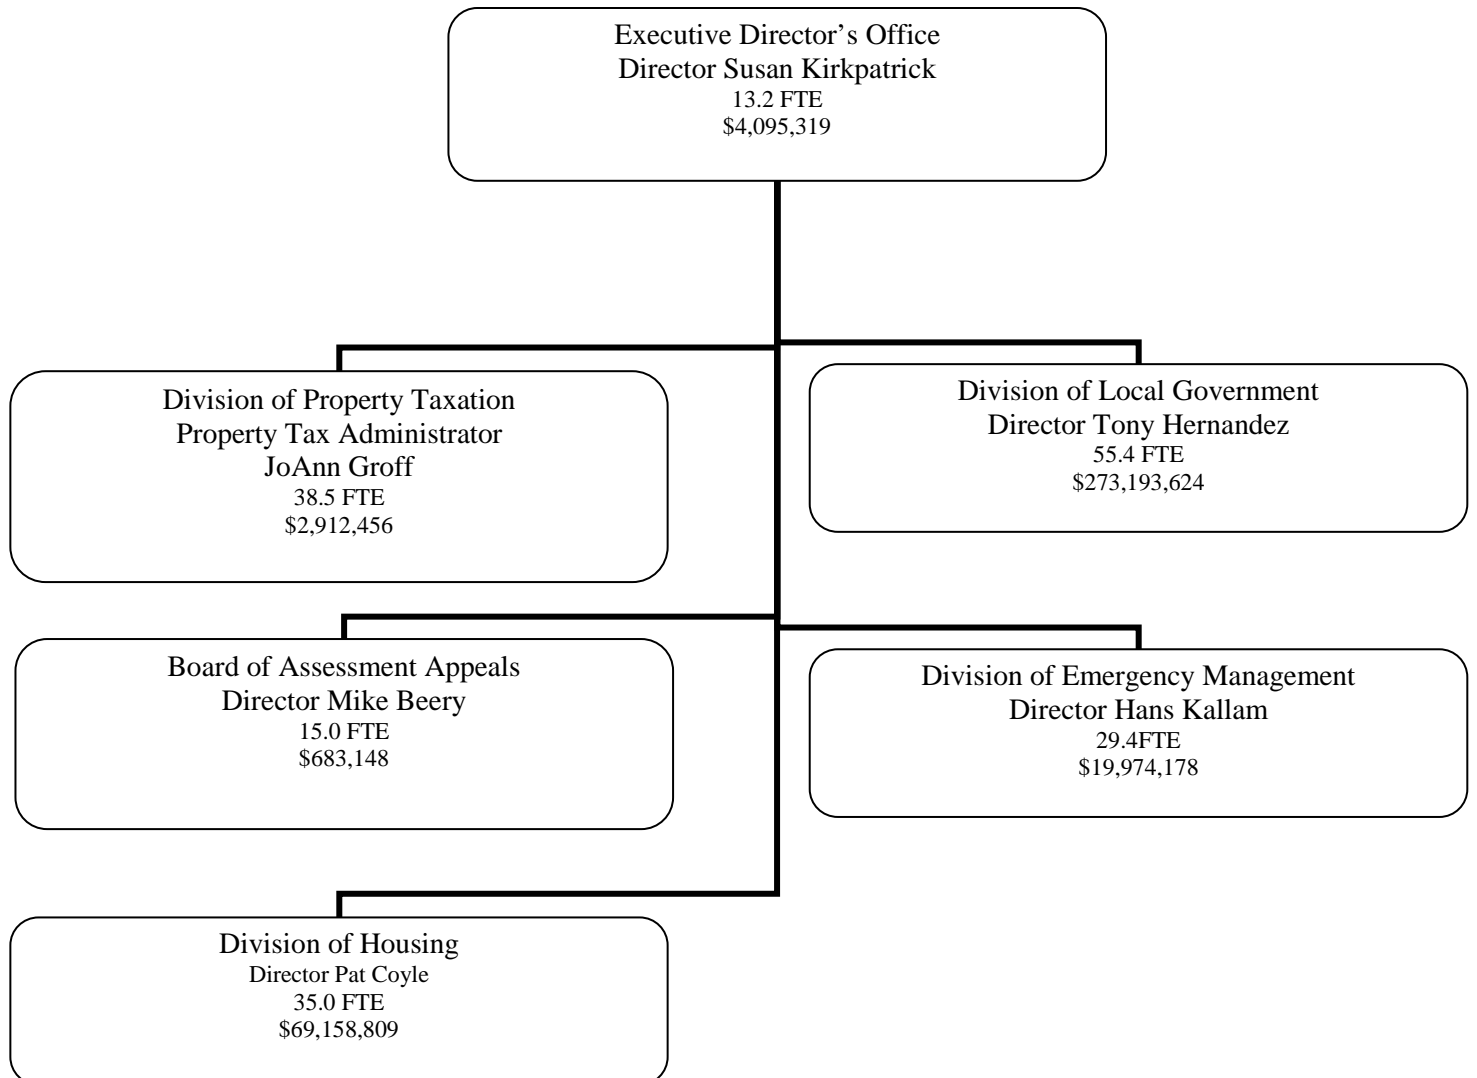 Executive Director’s Office
Director Susan Kirkpatrick
13.2 FTE
$4,095,319
Division of Property Taxation
Property Tax Administrator
JoAnn Groff
38.5 FTE
$2,912,456
Division of Local Government
Director Tony Hernandez
55.4 FTE
$273,193,624
Board of Assessment Appeals
Director Mike Beery
15.0 FTE
$683,148
Division of Emergency Management
Director Hans Kallam
29.4FTE
$19,974,178
Division of Housing
Director Pat Coyle
35.0 FTE
$69,158,809